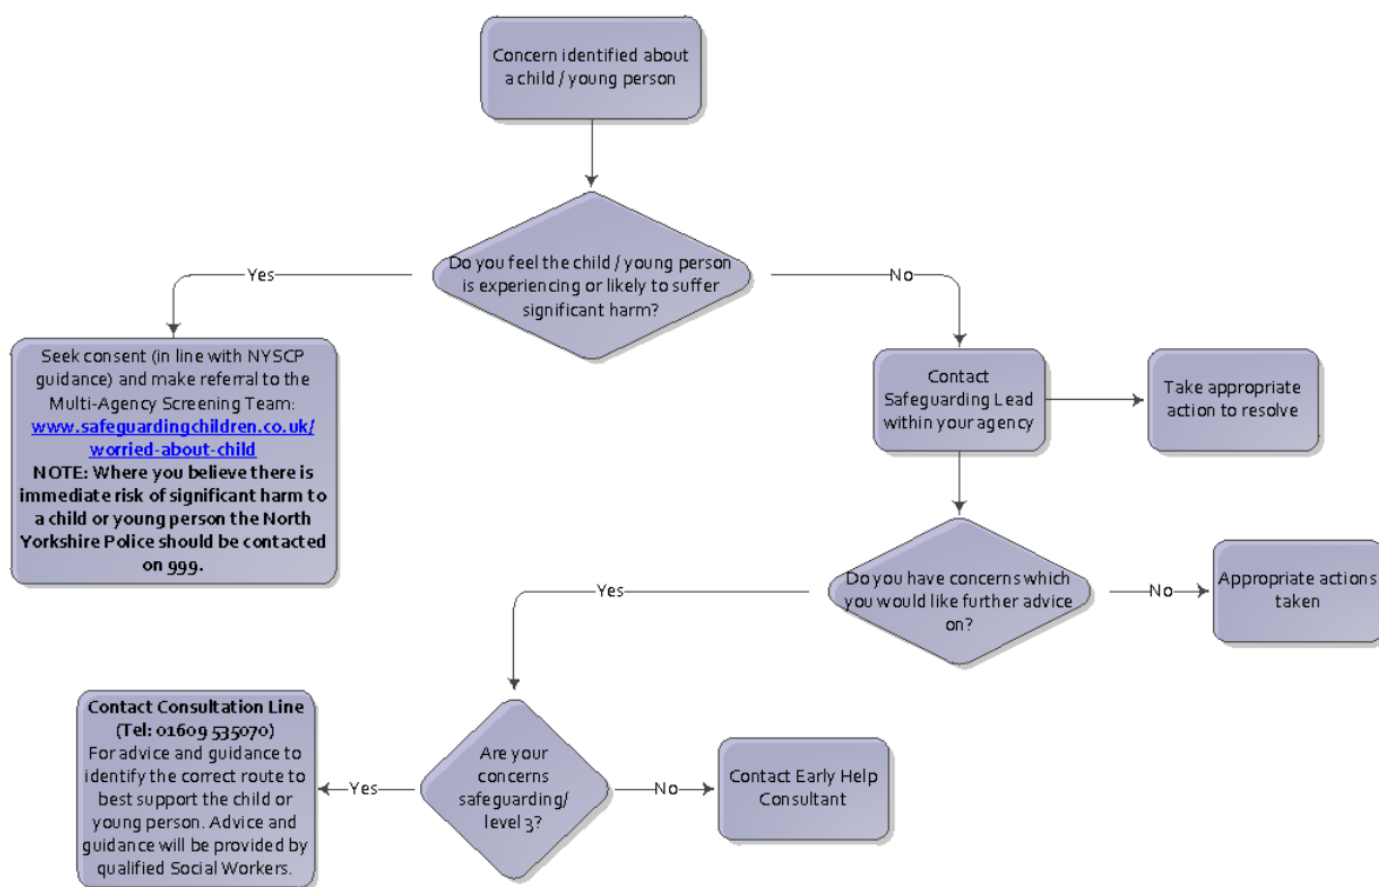 Concern identified about
a child / young person
Do you feel the child / young person
is experiencing or likely to suffer
significant harm?
Yes
No
Seek consent (in line with NYSCP
guidance) and make referral to the
Multi-Agency Screening Team:
www.safeguardingchildren.co.uk/
worried-about-child
NOTE: Where you believe there is
immediate risk of significant harm to
a child or young person the North
Yorkshire Police should be contacted
on 999.
Contact
Safeguarding Lead
within your agency
Take appropriate
action to resolve
Do you have concerns which
you would like further advice
on?
Yes
No
Appropriate actions
taken
Are your
concerns
safeguarding/
level 3?
Yes
No
Contact Consultation Line
(Tel: 01609 535070)
For advice and guidance to
identify the correct route to
best support the child or
young person. Advice and
guidance will be provided by
qualified Social Workers.
Contact Early Help
Consultant